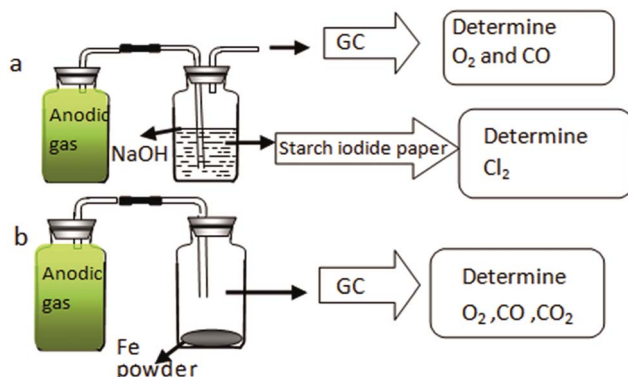 a
Anodic
gas
NaOH
GC
Determine
O₂ and CO
Starch iodide paper
Determine
Cl₂
b
Anodic
gas
Fe
powder
GC
Determine
O₂ ,CO ,CO₂